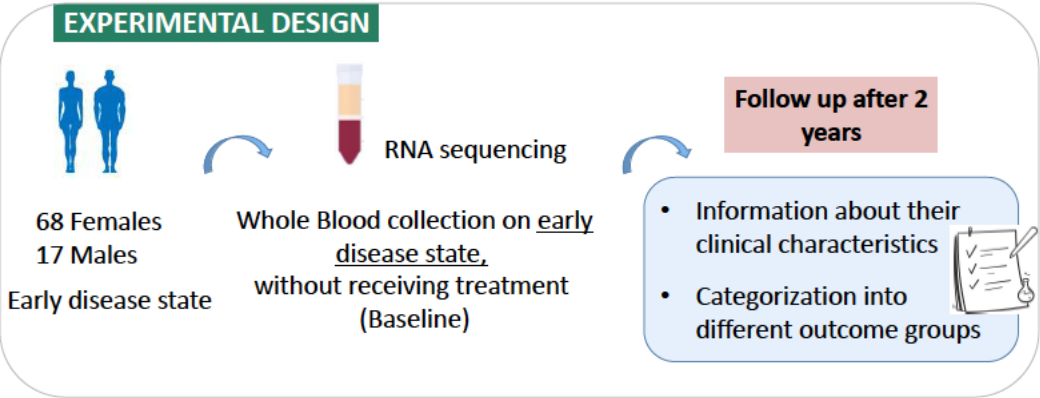 EXPERIMENTAL DESIGN
68 Females
17 Males
Early disease state
RNA sequencing
Whole Blood collection on early
disease state,
without receiving treatment
(Baseline)
Follow up after 2
years
• Information about their
clinical characteristics
• Categorization into
different outcome groups